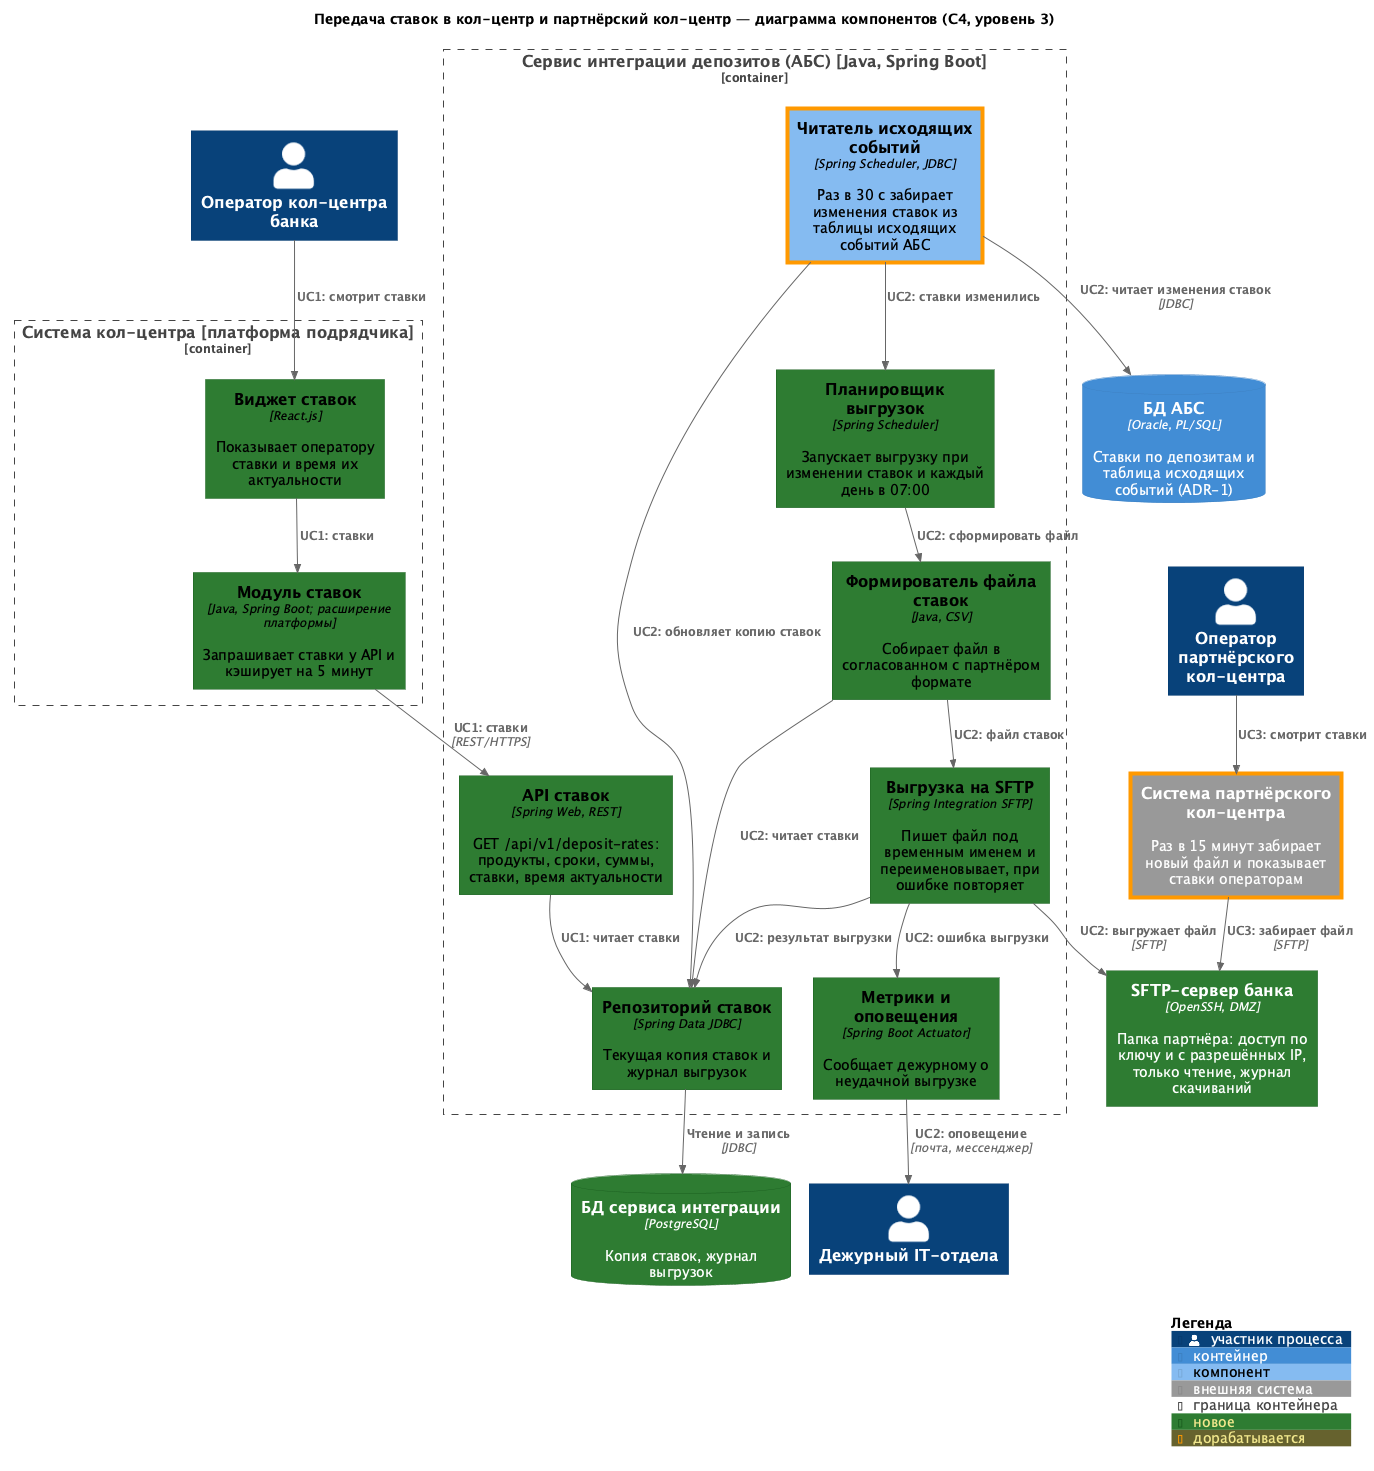 Передача ставок в кол-центр и партнёрский кол-центр — диаграмма компонентов (C4, уровень 3)
Сервис интеграции депозитов (АБС) [Java, Spring Boot]
[container]
Читатель исходящих
событий
[Spring Scheduler, JDBC]
Раз в 30 с забирает
изменения ставок из
таблицы исходящих
событий АБС
Оператор кол-центра
банка
UC1: смотрит ставки
UC2: ставки изменились
UC2: читает изменения ставок
[JDBC]
Система кол-центра [платформа подрядчика]
[container]
Виджет ставок
[React.js]
Показывает оператору
ставки и время их
актуальности
Планировщик
выгрузок
[Spring Scheduler]
Запускает выгрузку при
изменении ставок и каждый
день в 07:00
БД АБС
[Oracle, PL/SQL]
Ставки по депозитам и
таблица исходящих
событий (ADR-1)
UC1: ставки
UC2: сформировать файл
Модуль ставок
[Java, Spring Boot; расширение
платформы]
Запрашивает ставки у API и
кэширует на 5 минут
UC2: обновляет копию ставок
Формирователь файла
ставок
[Java, CSV]
Собирает файл в
согласованном с партнёром
формате
Оператор
партнёрского
кол-центра
UC1: ставки
[REST/HTTPS]
UC2: файл ставок
UC3: смотрит ставки
API ставок
[Spring Web, REST]
GET /api/v1/deposit-rates:
продукты, сроки, суммы,
ставки, время актуальности
UC2: читает ставки
Выгрузка на SFTP
[Spring Integration SFTP]
Пишет файл под
временным именем и
переименовывает, при
ошибке повторяет
Система партнёрского
кол-центра
Раз в 15 минут забирает
новый файл и показывает
ставки операторам
UC1: читает ставки
UC2: результат выгрузки
UC2: ошибка выгрузки
UC2: выгружает файл
[SFTP]
UC3: забирает файл
[SFTP]
Репозиторий ставок
[Spring Data JDBC]
Текущая копия ставок и
журнал выгрузок
Метрики и
оповещения
[Spring Boot Actuator]
Сообщает дежурному о
неудачной выгрузке
SFTP-сервер банка
[OpenSSH, DMZ]
Папка партнёра: доступ по
ключу и с разрешённых IP,
только чтение, журнал
скачиваний
Чтение и запись
[JDBC]
UC2: оповещение
[почта, мессенджер]
БД сервиса интеграции
[PostgreSQL]
Копия ставок, журнал
выгрузок
Дежурный IT-отдела
Легенда
участник процесса
контейнер
компонент
внешняя система
граница контейнера
новое
дорабатывается